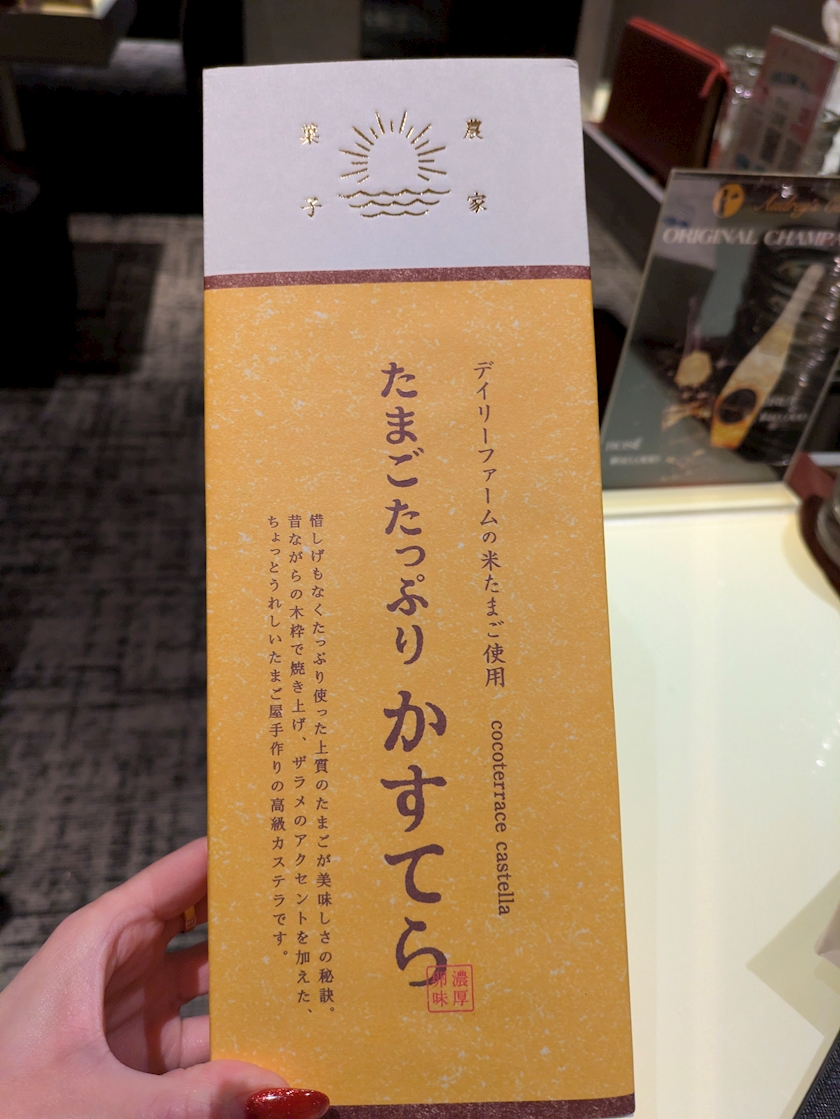 農家
菓子
デイリーファームの米たまご使用
cocoterrace castella
たまごたっぷり かすてら
濃厚
卵味
惜しげもなくたっぷり使った上質のたまごが美味しさの秘訣。
昔ながらの木枠で焼き上げ、ザラメのアクセントを加えた、
ちょっとうれしいたまご屋手作りの高級カステラです。
ORIGINAL CHAMP
ROSÉ